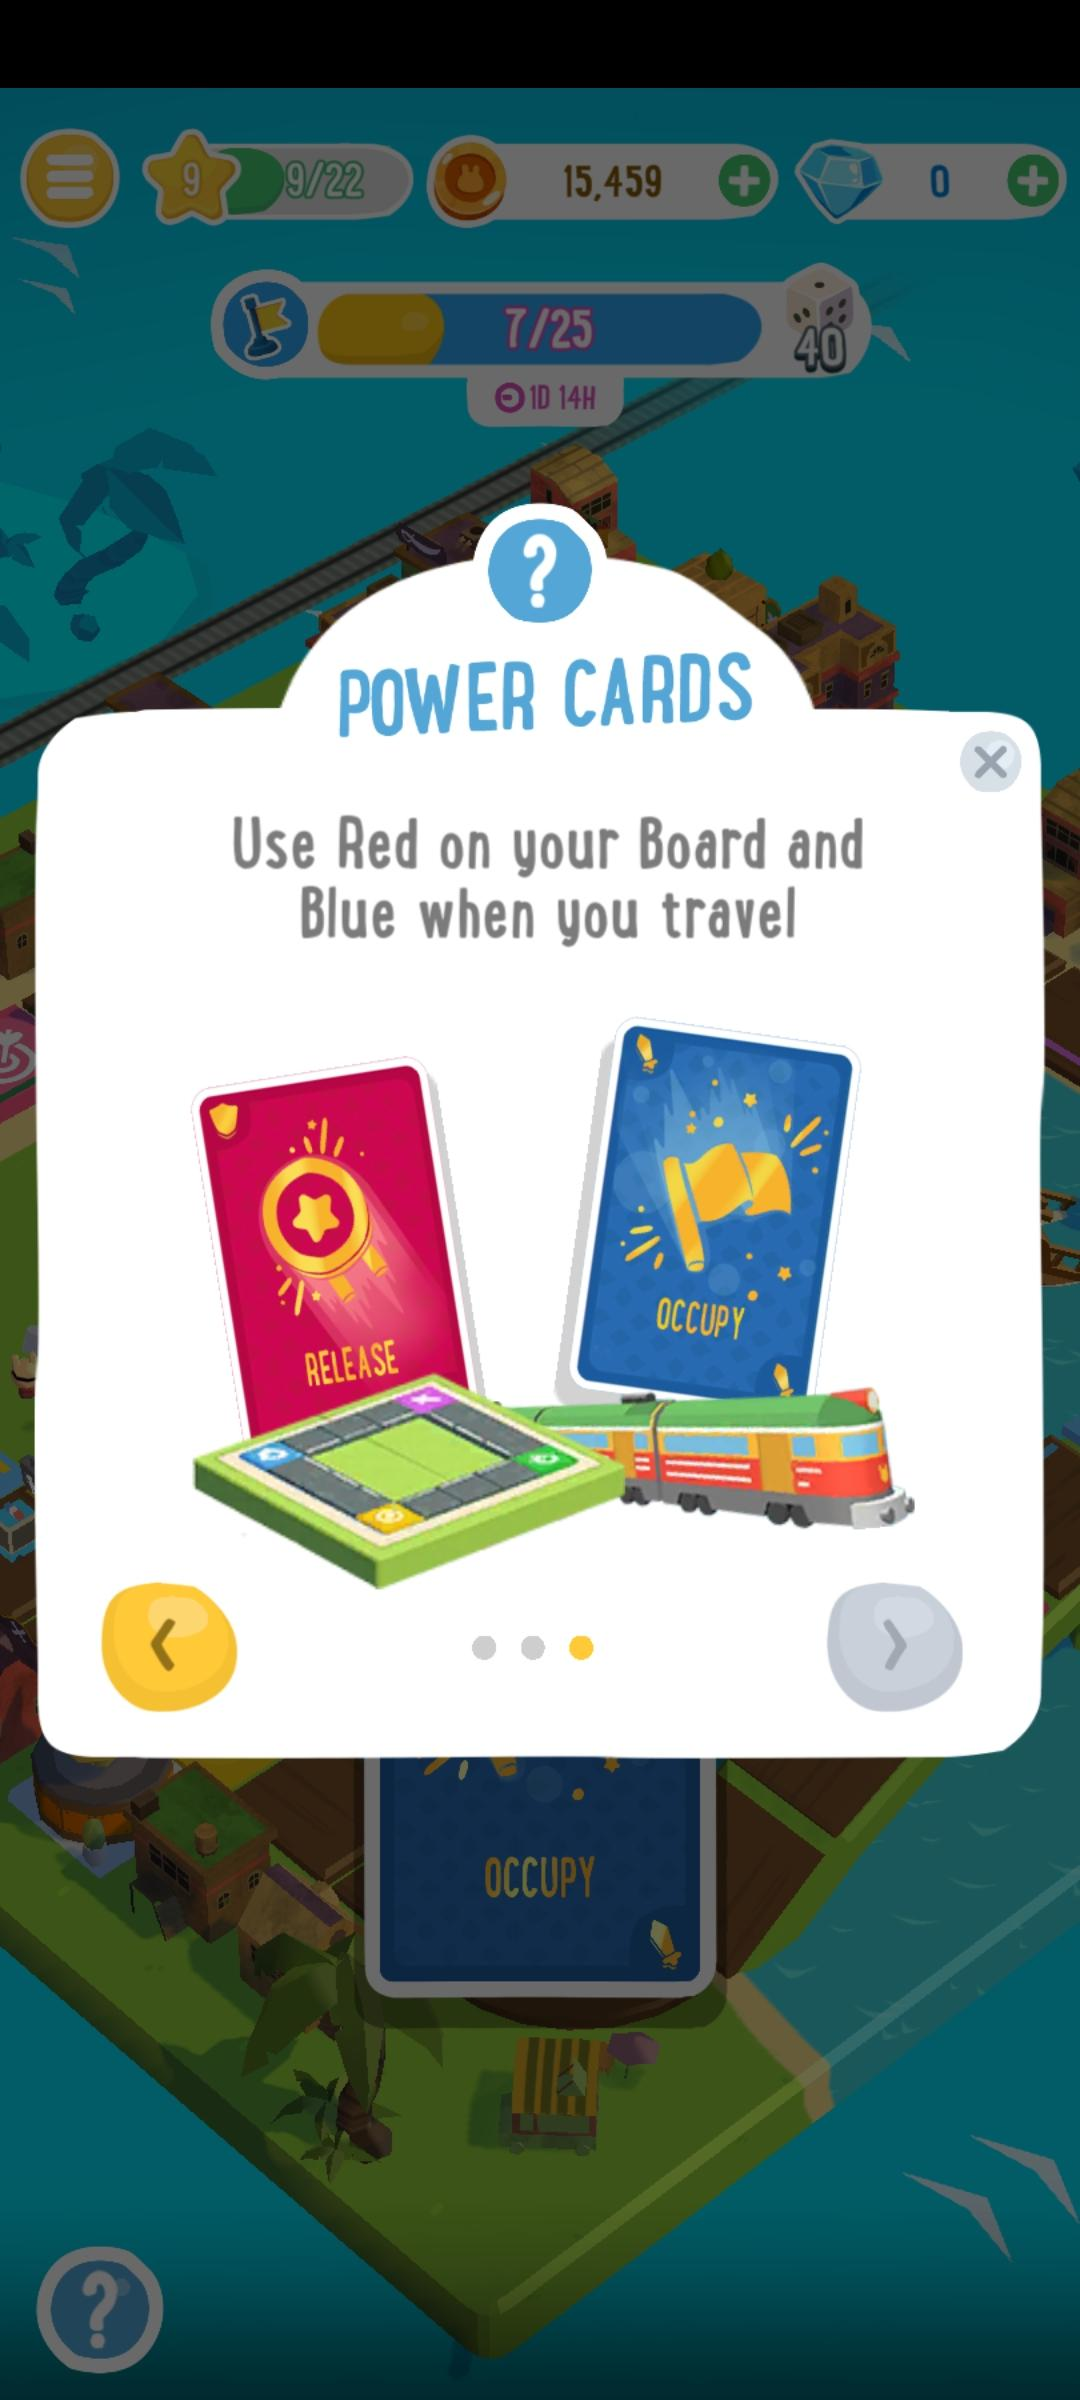 9
9/22
15,459
0
7/25
40
1D 14H
?
POWER CARDS
Use Red on your Board and
Blue when you travel
RELEASE
OCCUPY
OCCUPY
?